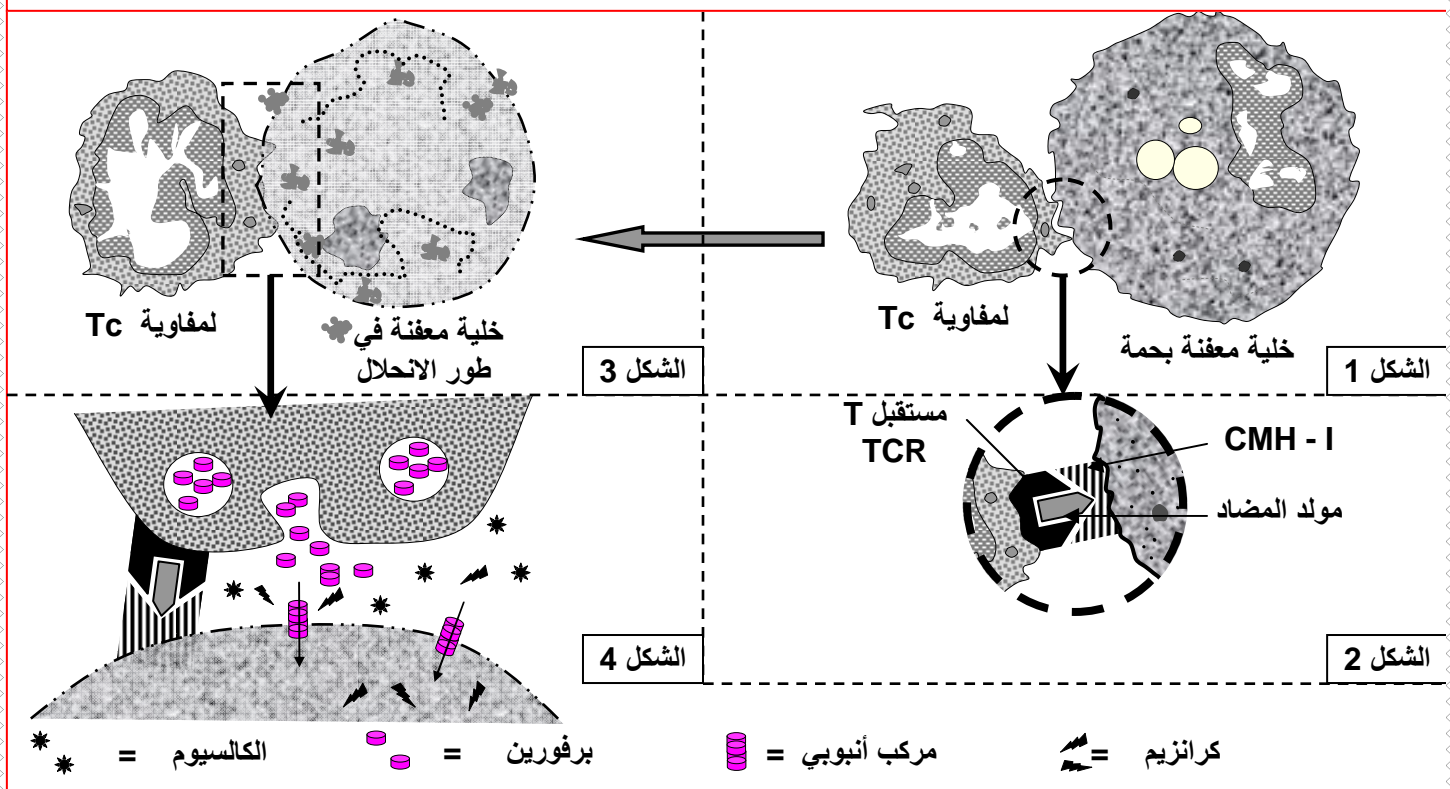 لمفاوية Tc
خلية معفنة بحمة
الشكل 1
مستقبل T
TCR
CMH - I
مولد المضاد
الشكل 2
لمفاوية Tc
خلية معفنة في
طور الانحلال
الشكل 3
الشكل 4
كرانزيم =
مركب أنبوبي =
برفورين =
الكالسيوم =